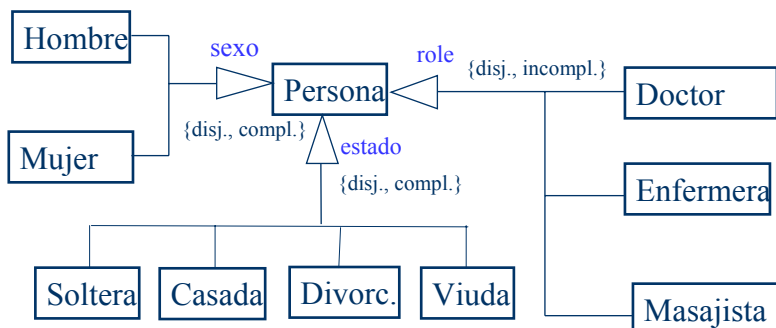 Hombre
sexo
role
{disj., incompl.}
Persona
Doctor
{disj., compl.}
Mujer
estado
{disj., compl.}
Enfermera
Soltera
Casada
Divorc.
Viuda
Masajista